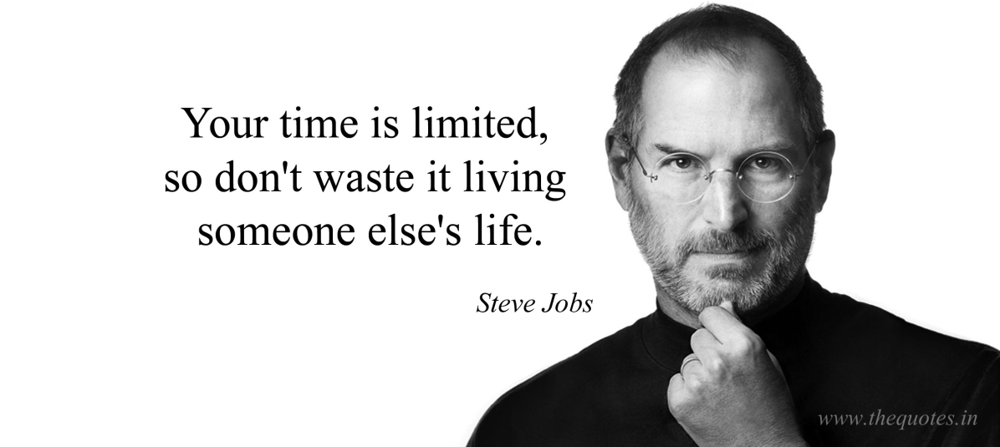 Your time is limited,
so don't waste it living
someone else's life.
Steve Jobs
www.thequotes.in